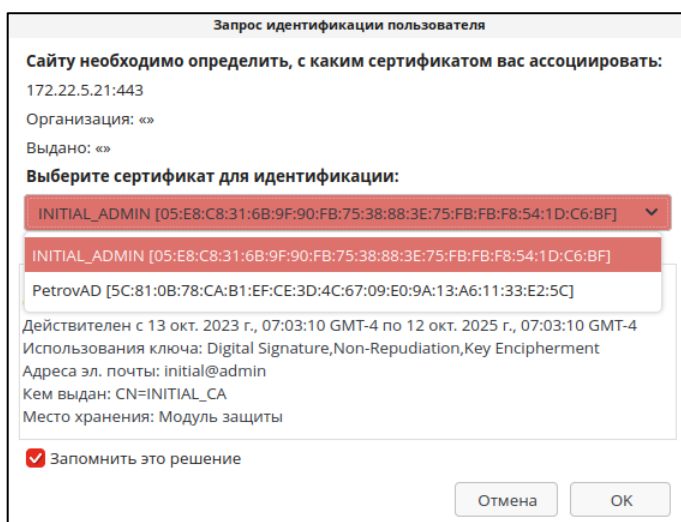 Запрос идентификации пользователя
Сайту необходимо определить, с каким сертификатом вас ассоциировать:
172.22.5.21:443
Организация: «»
Выдано: «»
Выберите сертификат для идентификации:
INITIAL_ADMIN [05:E8:C8:31:6B:9F:90:FB:75:38:88:3E:75:FB:FB:F8:54:1D:C6:BF]
INITIAL_ADMIN [05:E8:C8:31:6B:9F:90:FB:75:38:88:3E:75:FB:FB:F8:54:1D:C6:BF]
PetrovAD [5C:81:0B:78:CA:B1:EF:CE:3D:4C:67:09:E0:9A:13:A6:11:33:E2:5C]
Действителен с 13 окт. 2023 г., 07:03:10 GMT-4 по 12 окт. 2025 г., 07:03:10 GMT-4
Использования ключа: Digital Signature,Non-Repudiation,Key Encipherment
Адреса эл. почты: initial@admin
Кем выдан: CN=INITIAL_CA
Место хранения: Модуль защиты
Запомнить это решение
Отмена
OK